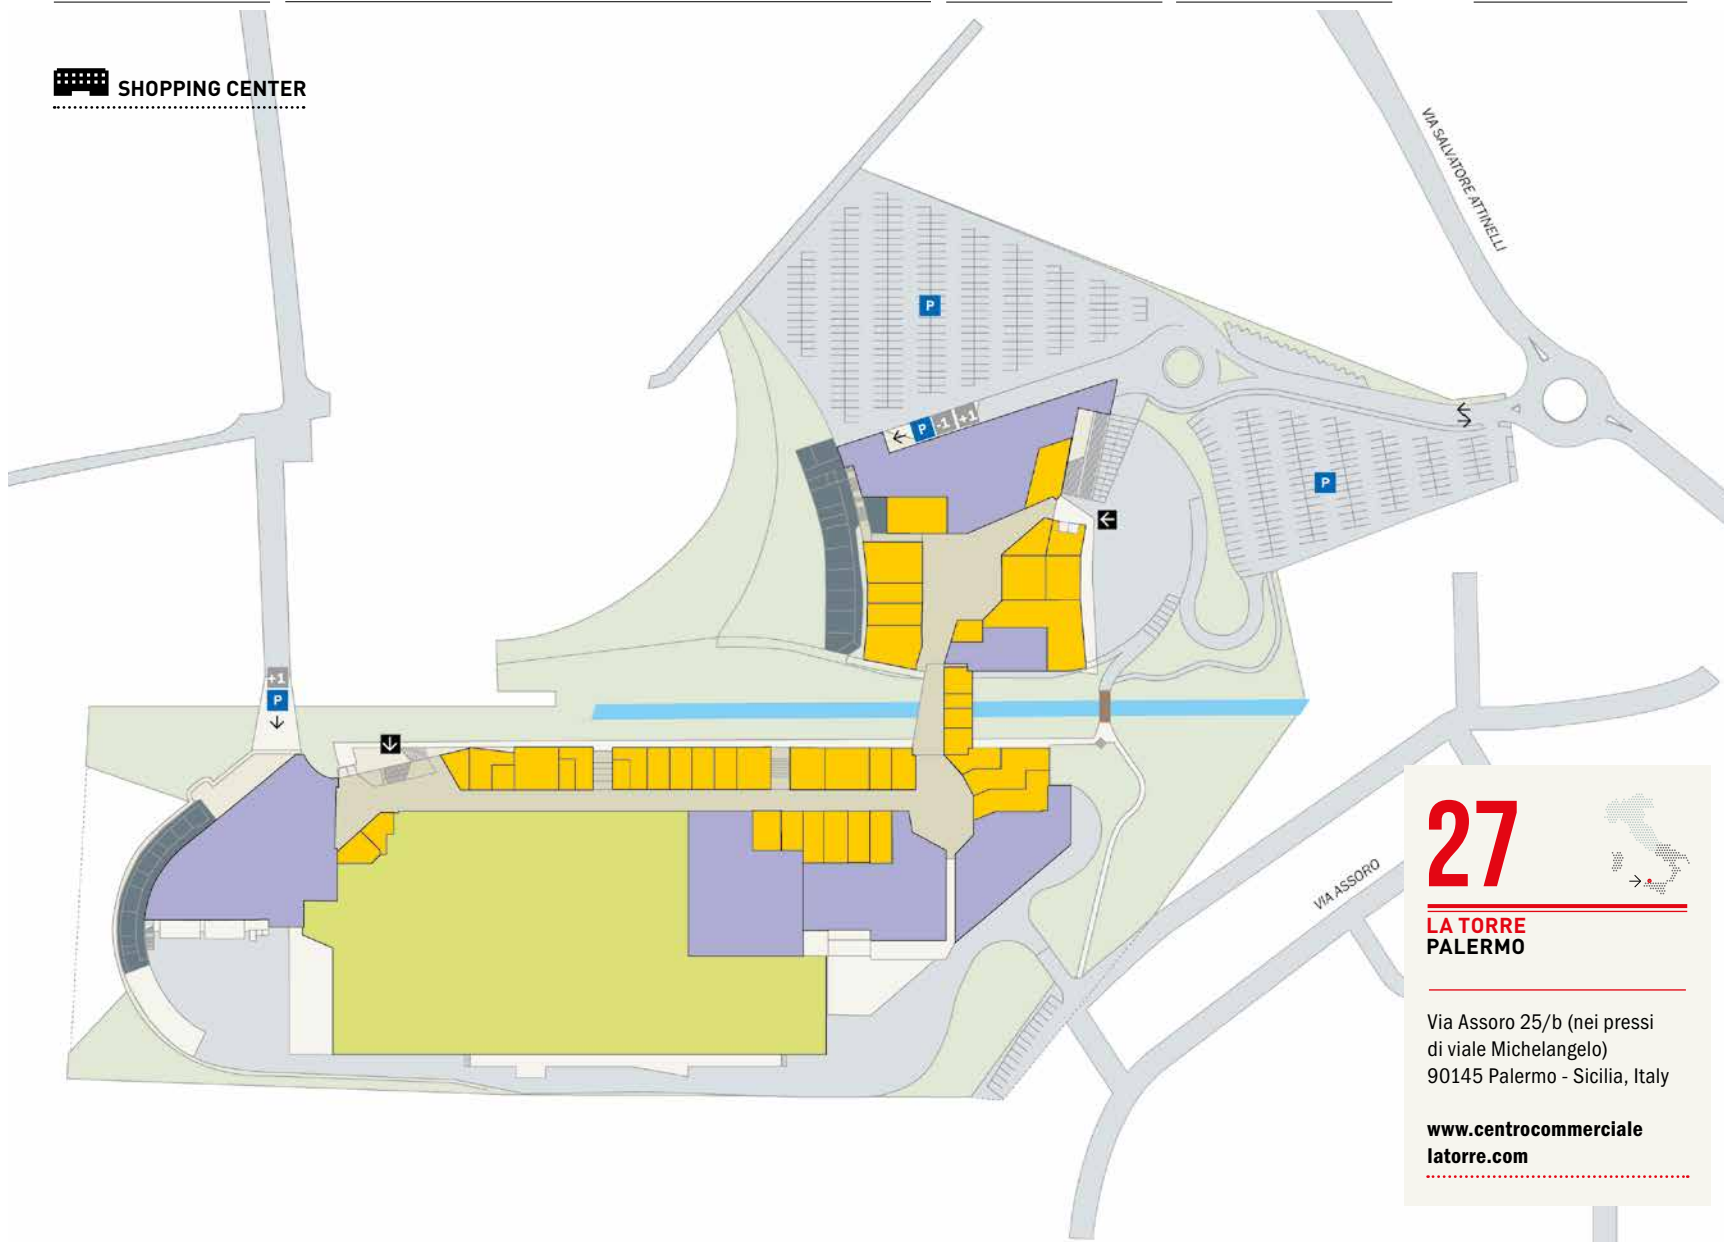 SHOPPING CENTER
VIA SALVATORE ATTINELLI
P
P -1 +1
P
+1
P
VIA ASSORO
27
LA TORRE
PALERMO
Via Assoro 25/b (nei pressi
di viale Michelangelo)
90145 Palermo - Sicilia, Italy
www.centrocommerciale
latorre.com